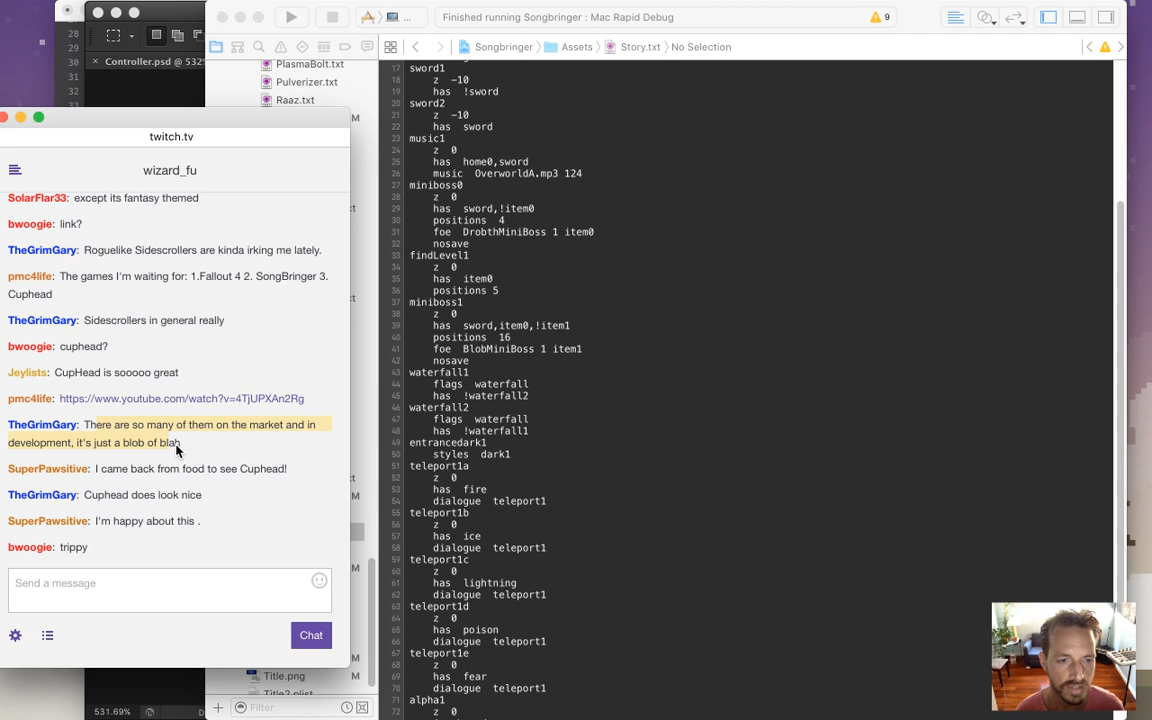 Finished running Songbringer : Mac Rapid Debug
9
Controller.psd @ 532%
Songbringer
Assets
Story.txt
No Selection
28
29
30
31
32
33
PlasmaBolt.txt
Pulverizer.txt
Raaz.txt
M
twitch.tv
wizard_fu
SolarFlar33: except its fantasy themed
bwoogie: link?
TheGrimGary: Roguelike Sidescrollers are kinda irking me lately.
pmc4life: The games I'm waiting for: 1.Fallout 4 2. SongBringer 3.
Cuphead
TheGrimGary: Sidescrollers in general really
bwoogie: cuphead?
Jeylists: CupHead is sooooo great
pmc4life: https://www.youtube.com/watch?v=4TjUPXAn2Rg
TheGrimGary: There are so many of them on the market and in
development, it's just a blob of blah
SuperPawsitive: I came back from food to see Cuphead!
TheGrimGary: Cuphead does look nice
SuperPawsitive: I'm happy about this .
bwoogie: trippy
Send a message
Chat
xt
xt
xt
M
M
M
M
M
Title.png
Title2.plist
Filter
531.69%
17 sword1
18 z -10
19 has !sword
20 sword2
21 z -10
22 has sword
23 music1
24 z 0
25 has home0,sword
26 music OverworldA.mp3 124
27 miniboss0
28 z 0
29 has sword,!item0
30 positions 4
31 foe DrobthMiniBoss 1 item0
32 nosave
33 findLevel1
34 z 0
35 has item0
36 positions 5
37 miniboss1
38 z 0
39 has sword,item0,!item1
40 positions 16
41 foe BlobMiniBoss 1 item1
42 nosave
43 waterfall1
44 flags waterfall
45 has !waterfall2
46 waterfall2
47 flags waterfall
48 has !waterfall1
49 entrancedark1
50 styles dark1
51 teleport1a
52 z 0
53 has fire
54 dialogue teleport1
55 teleport1b
56 z 0
57 has ice
58 dialogue teleport1
59 teleport1c
60 z 0
61 has lightning
62 dialogue teleport1
63 teleport1d
64 z 0
65 has poison
66 dialogue teleport1
67 teleport1e
68 z 0
69 has fear
70 dialogue teleport1
71 alpha1
72 z 0